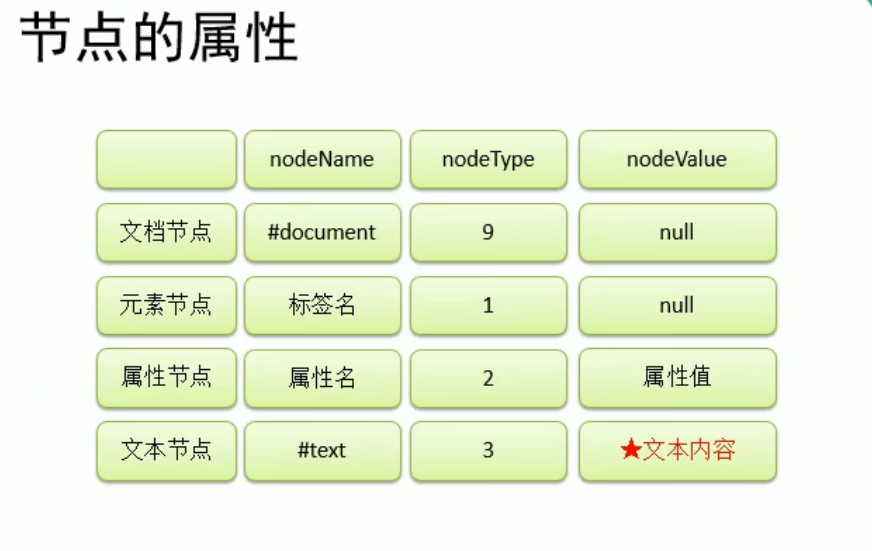 节点的属性
nodeName nodeType nodeValue
文档节点 #document 9 null
元素节点 标签名 1 null
属性节点 属性名 2 属性值
文本节点 #text 3 ★文本内容